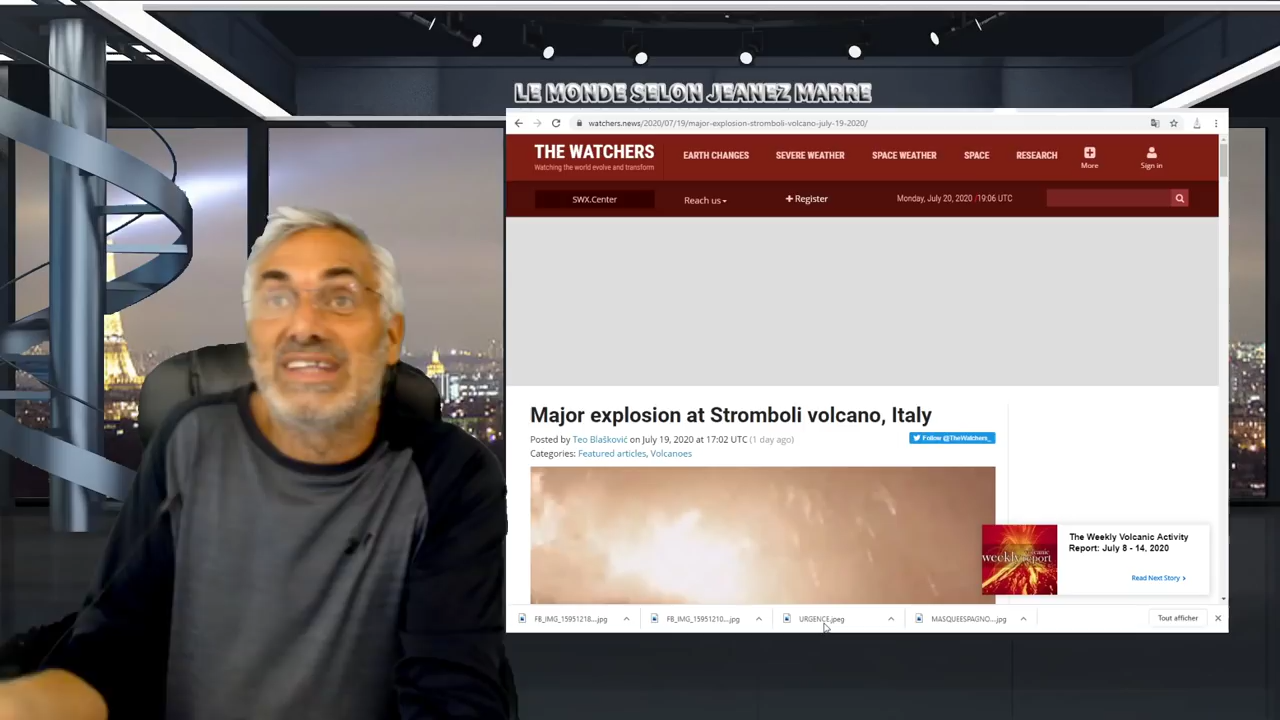 LE MONDE SELON JEANEZ MARRE
watchers.news/2020/07/19/major-explosion-stromboli-volcano-july-19-2020/
THE WATCHERS
Watching the world evolve and transform
EARTH CHANGES
SEVERE WEATHER
SPACE WEATHER
SPACE
RESEARCH
More
Sign in
SWX.Center
Reach us
Register
Monday, July 20, 2020 /19:06 UTC
Major explosion at Stromboli volcano, Italy
Posted by Teo Blašković on July 19, 2020 at 17:02 UTC (1 day ago)
Follow @TheWatchers_
Categories: Featured articles, Volcanoes
weekly report
The Weekly Volcanic Activity
Report: July 8 - 14, 2020
Read Next Story
FB_IMG_15951218....jpg
FB_IMG_15951210....jpg
URGENCE.jpeg
MASQUEESPAGNO....jpg
Tout afficher